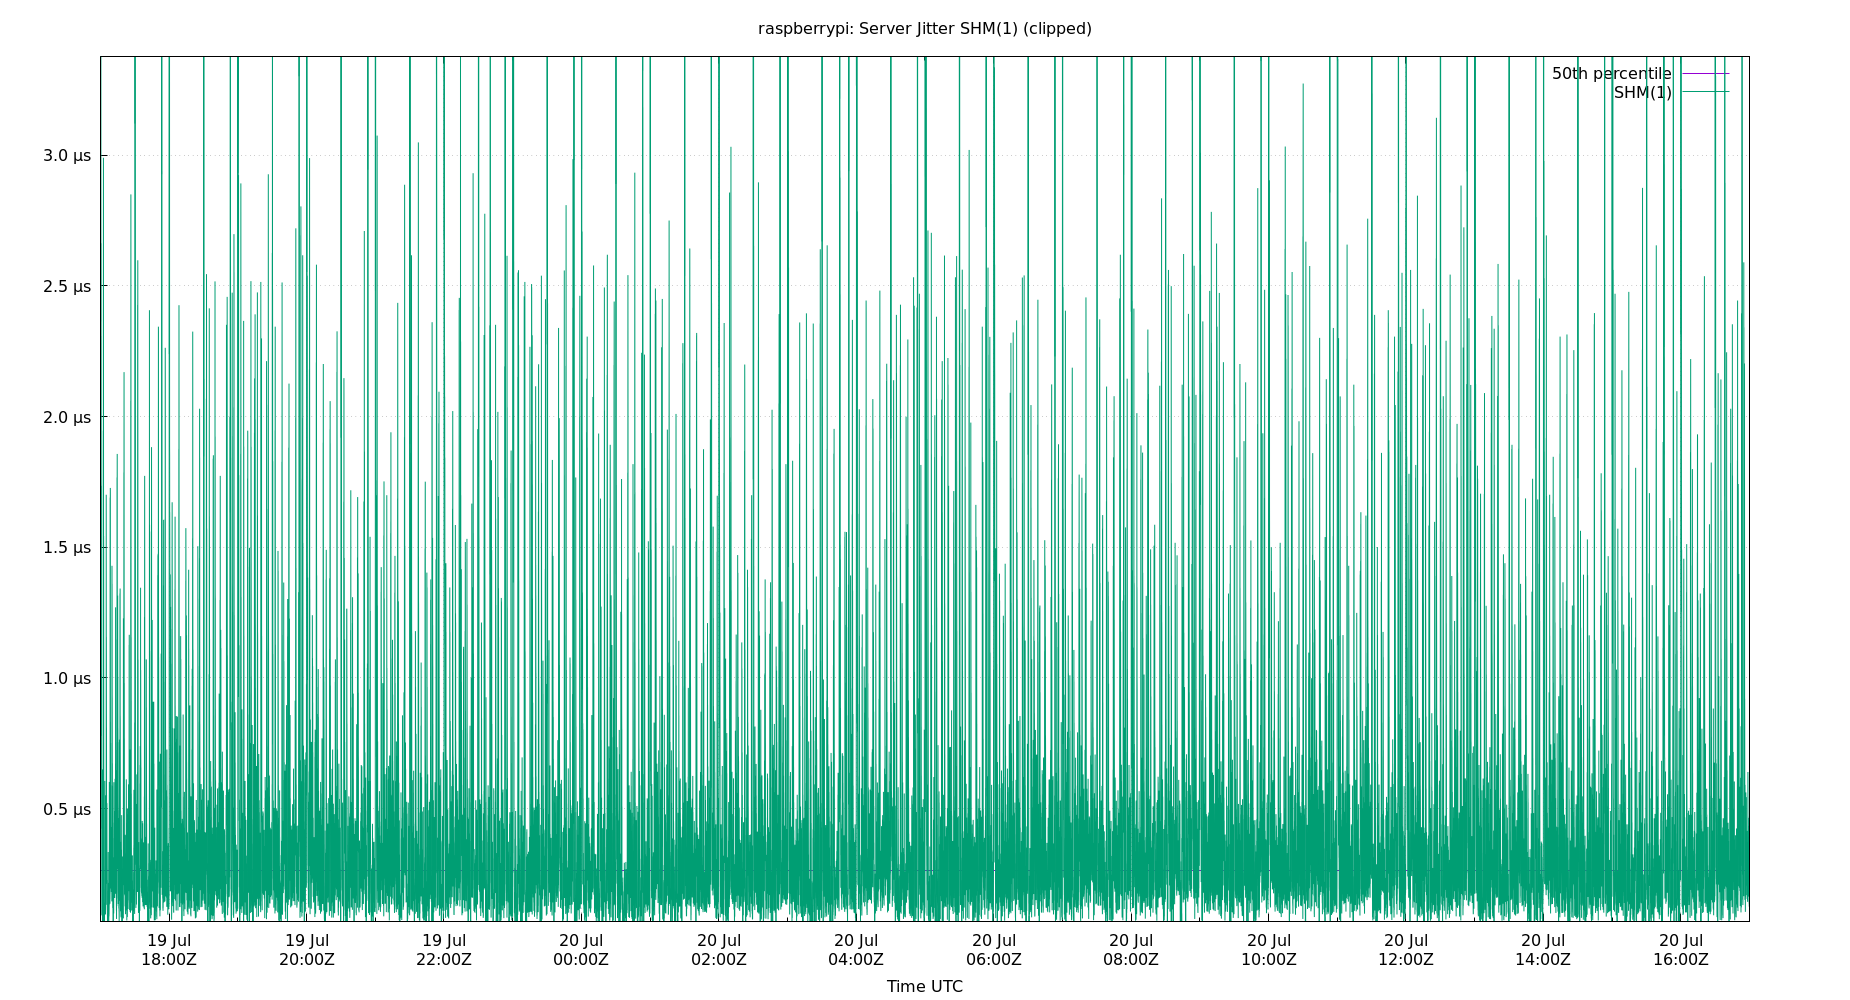 raspberrypi: Server Jitter SHM(1) (clipped)
50th percentile
SHM(1)
3.0 µs
2.5 µs
2.0 µs
1.5 µs
1.0 µs
0.5 µs
19 Jul 19 Jul 19 Jul 20 Jul 20 Jul 20 Jul 20 Jul 20 Jul 20 Jul 20 Jul 20 Jul 20 Jul
18:00Z 20:00Z 22:00Z 00:00Z 02:00Z 04:00Z 06:00Z 08:00Z 10:00Z 12:00Z 14:00Z 16:00Z
Time UTC